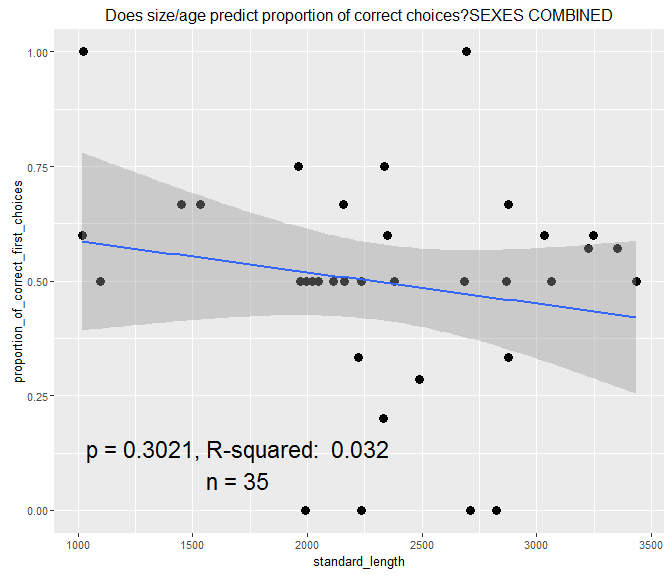 Does size/age predict proportion of correct choices?SEXES COMBINED
proportion_of_correct_first_choices
1.00
0.75
0.50
0.25
0.00
p = 0.3021, R-squared:  0.032
n = 35
1000 1500 2000 2500 3000 3500
standard_length